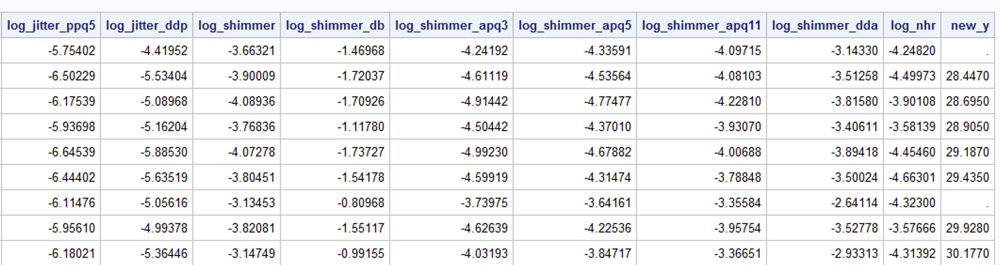 log_jitter_ppq5 log_jitter_ddp log_shimmer log_shimmer_db log_shimmer_apq3 log_shimmer_apq5 log_shimmer_apq11 log_shimmer_dda log_nhr new_y
-5.75402 -4.41952 -3.66321 -1.46968 -4.24192 -4.33591 -4.09715 -3.14330 -4.24820 .
-6.50229 -5.53404 -3.90009 -1.72037 -4.61119 -4.53564 -4.08103 -3.51258 -4.49973 28.4470
-6.17539 -5.08968 -4.08936 -1.70926 -4.91442 -4.77477 -4.22810 -3.81580 -3.90108 28.6950
-5.93698 -5.16204 -3.76836 -1.11780 -4.50442 -4.37010 -3.93070 -3.40611 -3.58139 28.9050
-6.64539 -5.88530 -4.07278 -1.73727 -4.99230 -4.67882 -4.00688 -3.89418 -4.45460 29.1870
-6.44402 -5.63519 -3.80451 -1.54178 -4.59919 -4.31474 -3.78848 -3.50024 -4.66301 29.4350
-6.11476 -5.05616 -3.13453 -0.80968 -3.73975 -3.64161 -3.35584 -2.64114 -4.32300 .
-5.95610 -4.99378 -3.82081 -1.55117 -4.62639 -4.22536 -3.95754 -3.52778 -3.57666 29.9280
-6.18021 -5.36446 -3.14749 -0.99155 -4.03193 -3.84717 -3.36651 -2.93313 -4.31392 30.1770